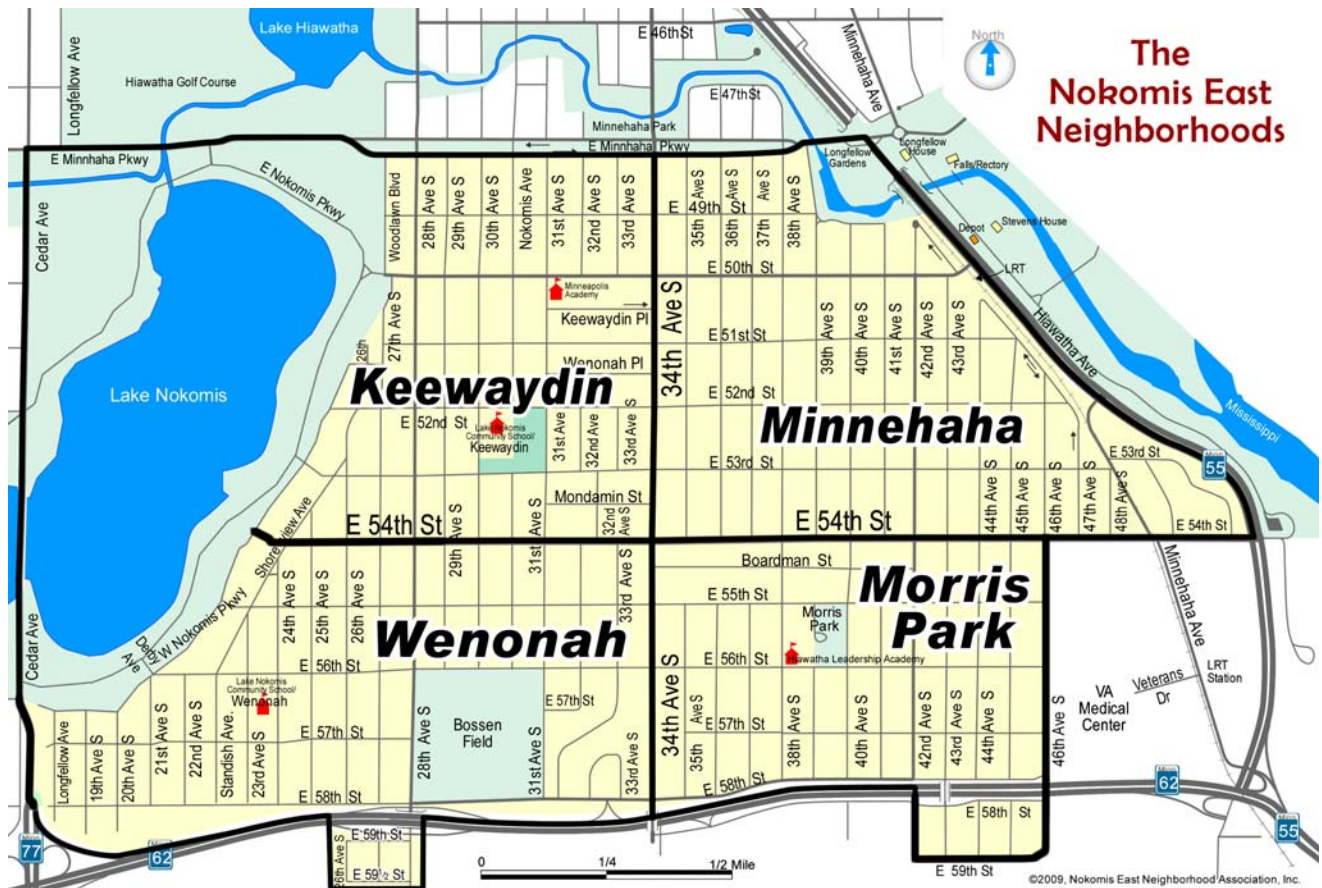 The
Nokomis East
Neighborhoods
North
Lake Hiawatha
Hiawatha Golf Course
Longfellow Ave
E 46th St
E 47th St
Minnehaha Ave
Minnehaha Park
E Minnhaha Pkwy
E Minnhaha Pkwy
Longfellow
Gardens
Longfellow
House
Falls/Rectory
Stevens House
Depot
LRT
Hiawatha Ave
Mississippi
Cedar Ave
E Nokomis Pkwy
Woodlawn Blvd
28th Ave S
29th Ave S
30th Ave S
Nokomis Ave
31st Ave S
32nd Ave S
33rd Ave S
E 49th St
35th Ave S
36th Ave S
37th Ave S
38th Ave S
E 50th St
Minneapolis
Academy
Keewaydin Pl
34th Ave S
E 51st St
27th Ave S
26th
Wenonah Pl
39th Ave S
40th Ave S
41st Ave S
42nd Ave S
43rd Ave S
Lake Nokomis
Keewaydin
E 52nd St
E 52nd St
Lake Nokomis
Community School/
Keewaydin
31st Ave S
32nd Ave S
33rd Ave S
Minnehaha
E 53rd St
E 53rd St
Minn
55
44th Ave S
45th Ave S
46th Ave S
47th Ave S
48th Ave S
Mondamin St
32nd
Ave S
E 54th St
29th Ave S
31st Ave S
E 54th St
E 54th St
Shoreview Ave
W Nokomis Pkwy
Derby
Ave
Cedar Ave
24th Ave S
25th Ave S
26th Ave S
33rd Ave S
Boardman St
Minnehaha Ave
E 55th St
Morris
Park
Morris
Park
Wenonah
E 56th St
E 56th St
Hiawatha Leadership Academy
34th Ave S
Lake Nokomis
Community School/
Wenonah
E 57th St
LRT
Station
Veterans
Dr
VA
Medical
Center
46th Ave S
Longfellow Ave
19th Ave S
20th Ave S
21st Ave S
22nd Ave S
Standish Ave.
23rd Ave S
E 57th St
28th Ave S
Bossen
Field
31st Ave S
33rd Ave S
35th Ave S
E 57th St
38th Ave S
40th Ave S
42nd Ave S
43rd Ave S
44th Ave S
E 58th St
E 58th St
Minn
62
E 58th St
Minn
55
Minn
77
Minn
62
E 59th St
26th Ave S
E 59½ St
E 59th St
0
1/4
1/2 Mile
©2009, Nokomis East Neighborhood Association, Inc.